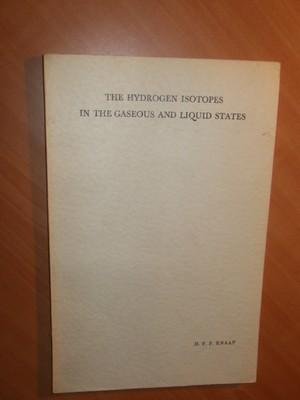 THE HYDROGEN ISOTOPES
IN THE GASEOUS AND LIQUID STATES
H. F. P. KNAAP